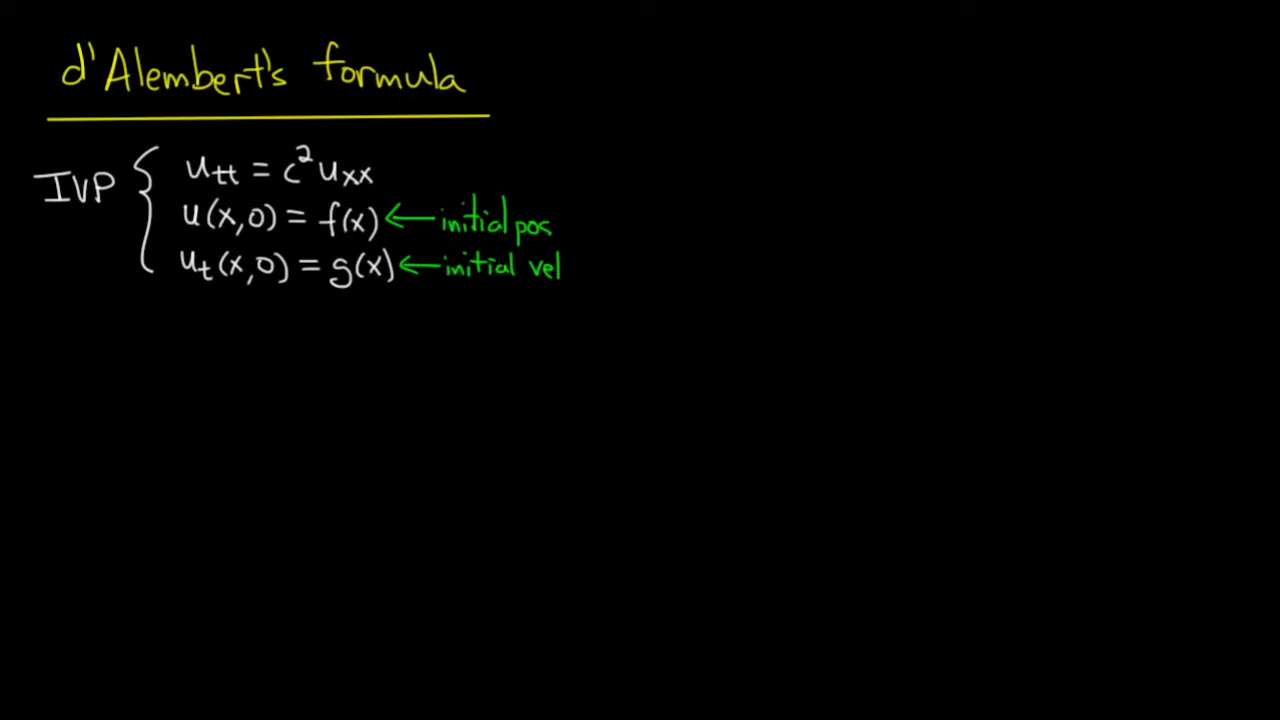 d'Alembert's formula
IVP { u_tt = c²u_xx
u(x,0) = f(x) ← initial pos
u_t(x,0) = g(x) ← initial vel